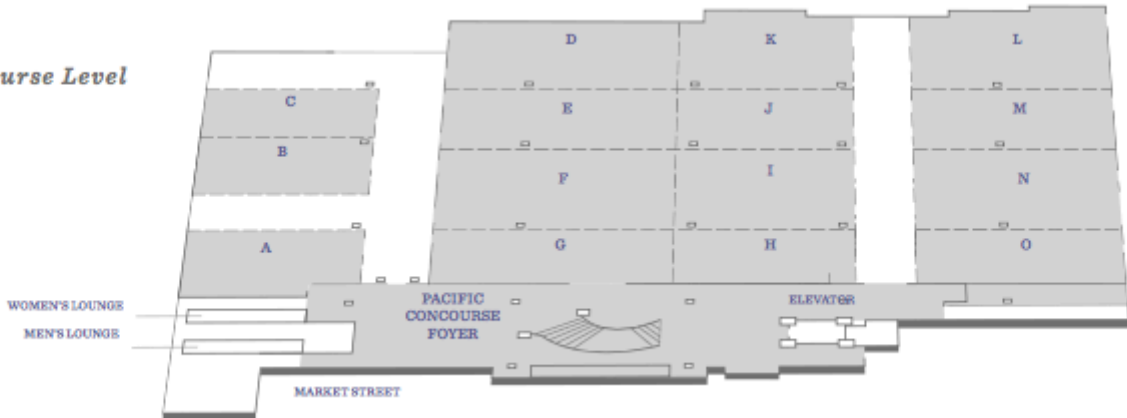 urse Level
D
K
L
C
E
J
M
B
F
I
N
A
G
H
O
WOMEN'S LOUNGE
MEN'S LOUNGE
PACIFIC
CONCOURSE
FOYER
ELEVATOR
MARKET STREET